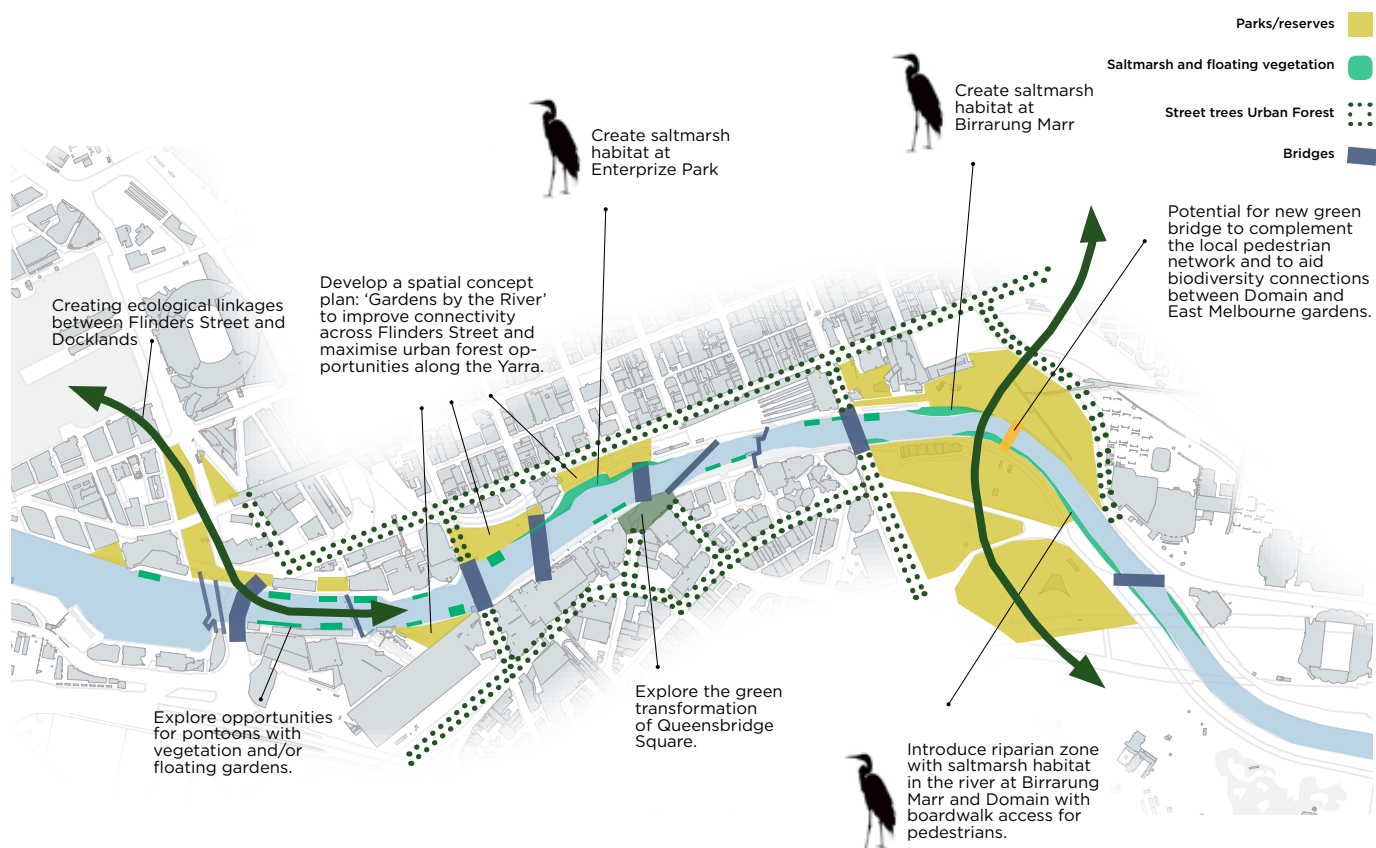 Parks/reserves
Saltmarsh and floating vegetation
Street trees Urban Forest
Bridges
Create saltmarsh
habitat at
Birrarung Marr
Create saltmarsh
habitat at
Enterprize Park
Potential for new green
bridge to complement
the local pedestrian
network and to aid
biodiversity connections
between Domain and
East Melbourne gardens.
Develop a spatial concept
plan: ‘Gardens by the River’
to improve connectivity
across Flinders Street and
maximise urban forest op-
portunities along the Yarra.
Creating ecological linkages
between Flinders Street and
Docklands
Explore opportunities
for pontoons with
vegetation and/or
floating gardens.
Explore the green
transformation
of Queensbridge
Square.
Introduce riparian zone
with saltmarsh habitat
in the river at Birrarung
Marr and Domain with
boardwalk access for
pedestrians.